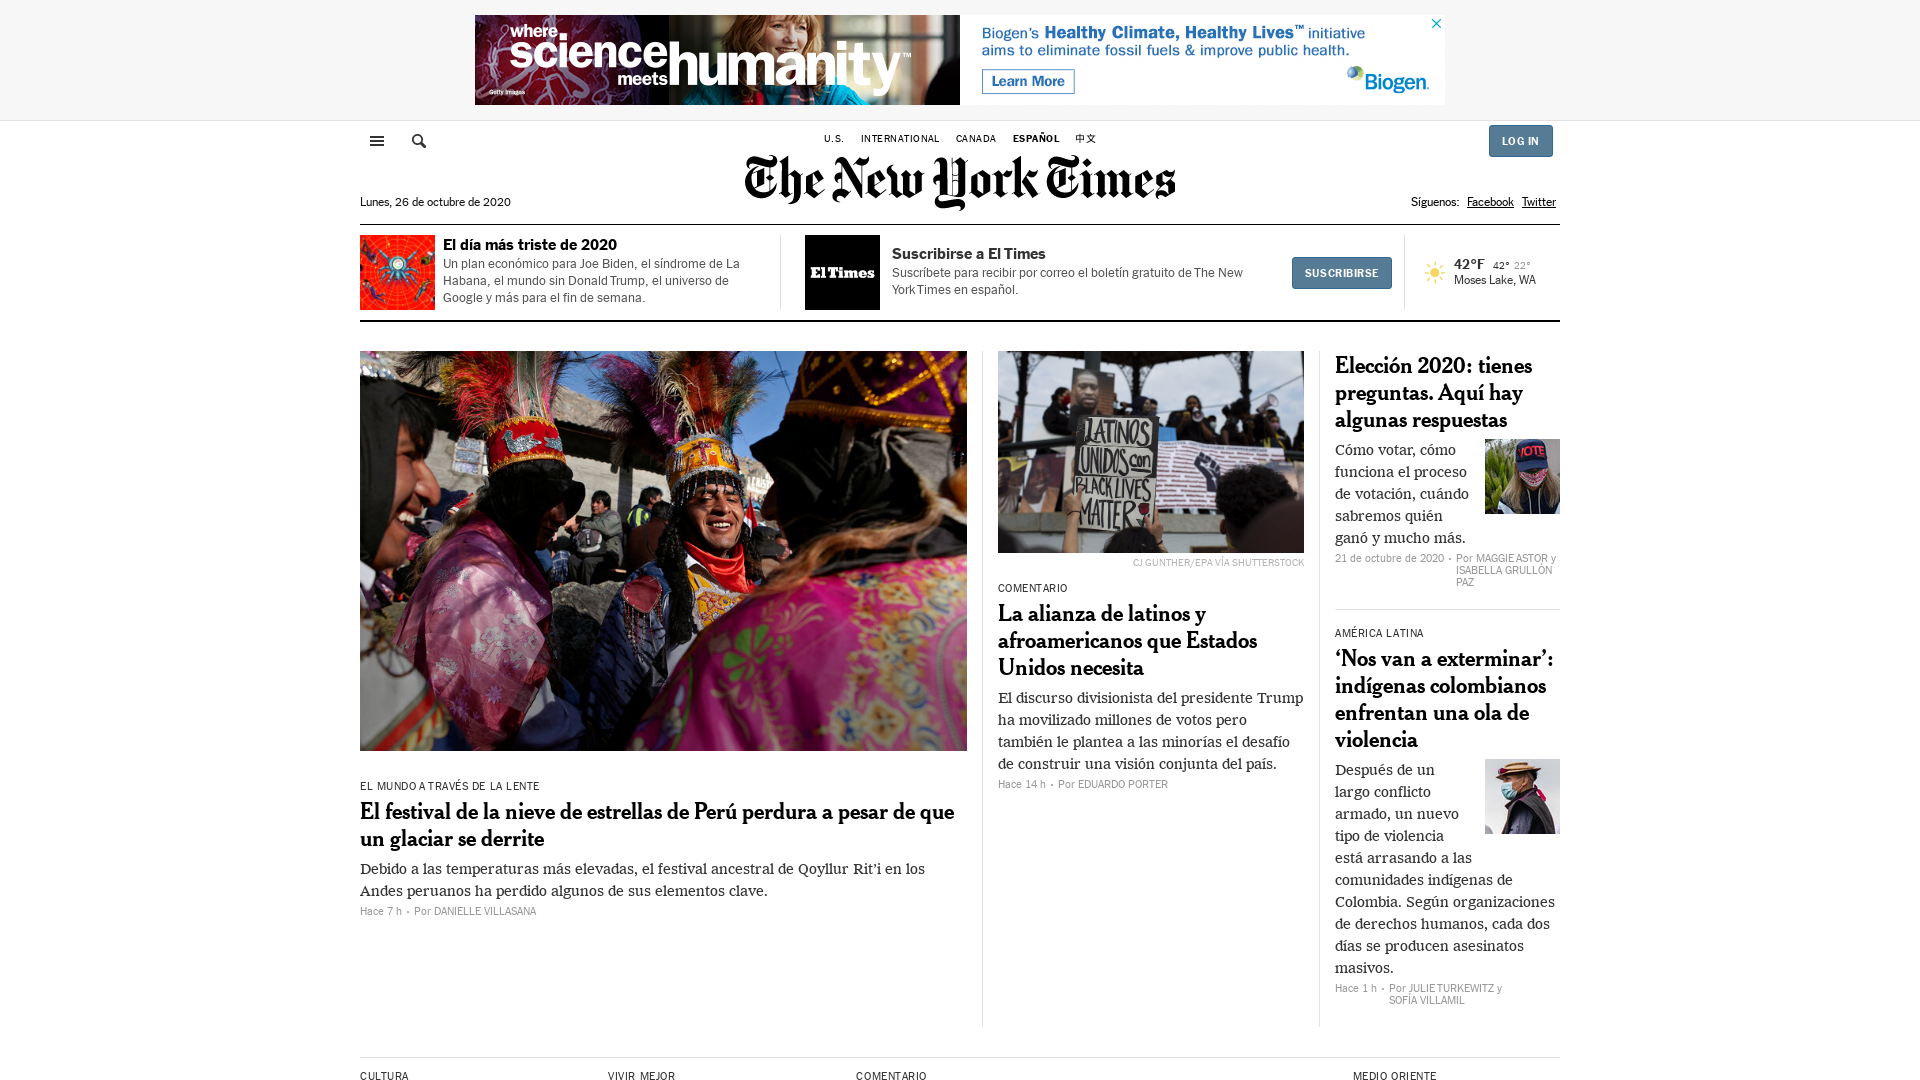 where
science
meets humanity™
Getty Images
Biogen's Healthy Climate, Healthy Lives™ initiative
aims to eliminate fossil fuels & improve public health.
Learn More
Biogen.
U.S. INTERNATIONAL CANADA ESPAÑOL 中文
LOG IN
The New York Times
Lunes, 26 de octubre de 2020
Síguenos: Facebook Twitter
El día más triste de 2020
Un plan económico para Joe Biden, el síndrome de La
Habana, el mundo sin Donald Trump, el universo de
Google y más para el fin de semana.
El Times
Suscribirse a El Times
Suscríbete para recibir por correo el boletín gratuito de The New
York Times en español.
SUSCRIBIRSE
42°F 42° 22°
Moses Lake, WA
EL MUNDO A TRAVÉS DE LA LENTE
El festival de la nieve de estrellas de Perú perdura a pesar de que
un glaciar se derrite
Debido a las temperaturas más elevadas, el festival ancestral de Qoyllur Rit’i en los
Andes peruanos ha perdido algunos de sus elementos clave.
Hace 7 h • Por DANIELLE VILLASANA
LATINOS
UNIDOS con
BLACK LIVES
MATTER
CJ GUNTHER/EPA VÍA SHUTTERSTOCK
COMENTARIO
La alianza de latinos y
afroamericanos que Estados
Unidos necesita
El discurso divisionista del presidente Trump
ha movilizado millones de votos pero
también le plantea a las minorías el desafío
de construir una visión conjunta del país.
Hace 14 h • Por EDUARDO PORTER
Elección 2020: tienes
preguntas. Aquí hay
algunas respuestas
Cómo votar, cómo
funciona el proceso
de votación, cuándo
sabremos quién
ganó y mucho más.
VOTE
21 de octubre de 2020 • Por MAGGIE ASTOR y
ISABELLA GRULLÓN
PAZ
AMÉRICA LATINA
‘Nos van a exterminar’:
indígenas colombianos
enfrentan una ola de
violencia
Después de un
largo conflicto
armado, un nuevo
tipo de violencia
está arrasando a las
comunidades indígenas de
Colombia. Según organizaciones
de derechos humanos, cada dos
días se producen asesinatos
masivos.
Hace 1 h • Por JULIE TURKEWITZ y
SOFÍA VILLAMIL
CULTURA
VIVIR MEJOR
COMENTARIO
MEDIO ORIENTE